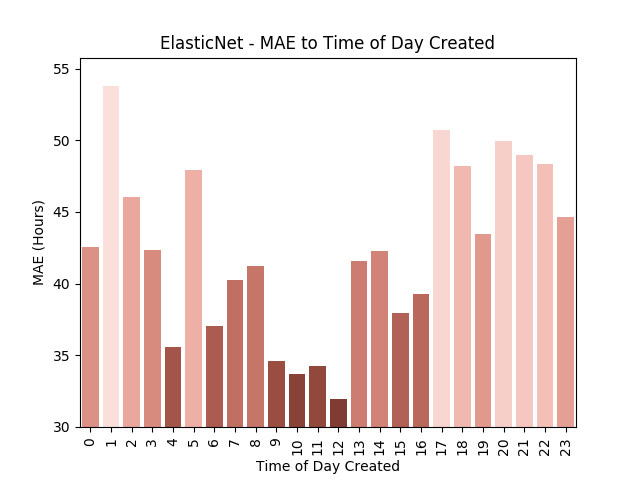 ElasticNet - MAE to Time of Day Created
55
50
45
40
35
30
MAE (Hours)
0 1 2 3 4 5 6 7 8 9 10 11 12 13 14 15 16 17 18 19 20 21 22 23
Time of Day Created